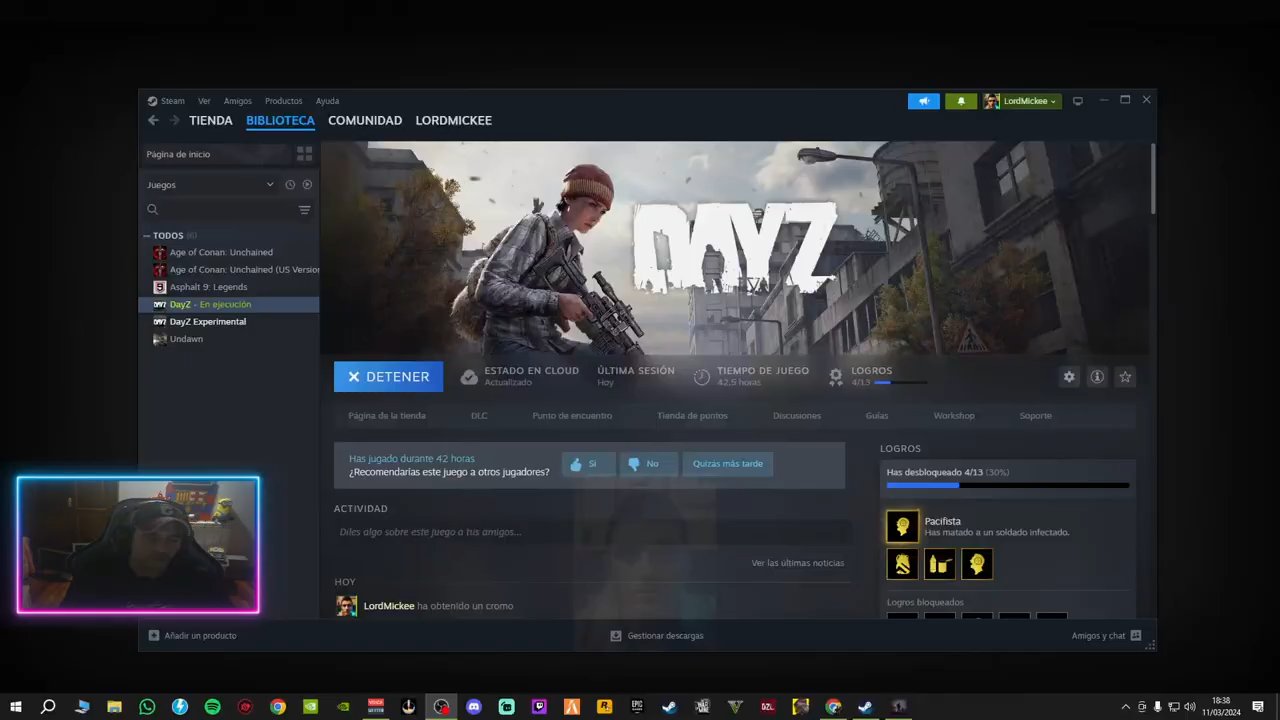 Steam Ver Amigos Productos Ayuda
LordMickee
TIENDA BIBLIOTECA COMUNIDAD LORDMICKEE
Página de inicio
Juegos
TODOS (6)
Age of Conan: Unchained
Age of Conan: Unchained (US Version
Asphalt 9: Legends
DayZ - En ejecución
DayZ Experimental
Undawn
DAYZ
DETENER
ESTADO EN CLOUD
Actualizado
ÚLTIMA SESIÓN
Hoy
TIEMPO DE JUEGO
42,5 horas
LOGROS
4/13
Página de la tienda DLC Punto de encuentro Tienda de puntos Discusiones Guías Workshop Soporte
Has jugado durante 42 horas
¿Recomendarías este juego a otros jugadores?
Sí No Quizás más tarde
ACTIVIDAD
Diles algo sobre este juego a tus amigos...
Ver las últimas noticias
HOY
LordMickee ha obtenido un cromo
LOGROS
Has desbloqueado 4/13 (30%)
Pacifista
Has matado a un soldado infectado.
Logros bloqueados
Añadir un producto Gestionar descargas Amigos y chat
18:38
11/03/2024